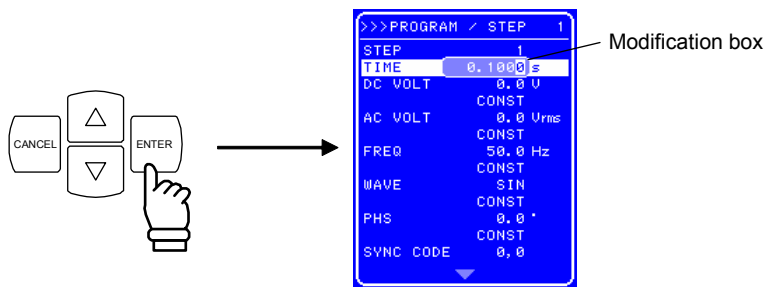 CANCEL
ENTER
>>>PROGRAM / STEP 1
STEP 1
TIME 0.1000 s
DC VOLT 0.0 V
CONST
AC VOLT 0.0 Vrms
CONST
FREQ 50.0 Hz
CONST
WAVE SIN
CONST
PHS 0.0 °
CONST
SYNC CODE 0,0
Modification box